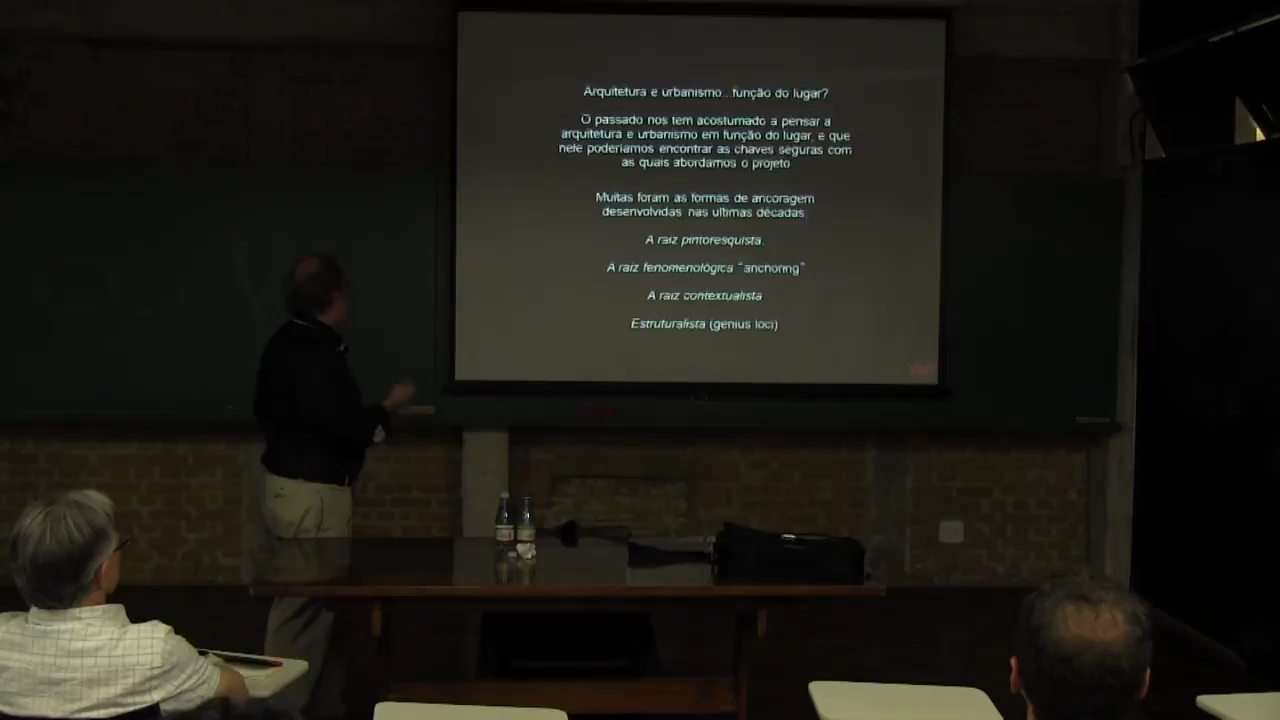 Arquitetura e urbanismo...função do lugar?
O passado nos tem acostumado a pensar a
arquitetura e urbanismo em função do lugar, e que
nele poderíamos encontrar as chaves seguras com
as quais abordamos o projeto
Muitas foram as formas de ancoragem
desenvolvidas nas ultimas décadas
A raiz pintoresquista.
A raiz fenomenológica "anchoring"
A raiz contextualista
Estruturalista (genius loci)